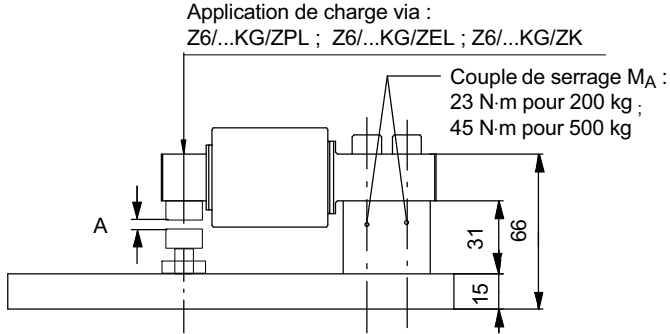 Application de charge via :
Z6/...KG/ZPL ; Z6/...KG/ZEL ; Z6/...KG/ZK
Couple de serrage MA :
23 N·m pour 200 kg ;
45 N·m pour 500 kg
A
31
66
15